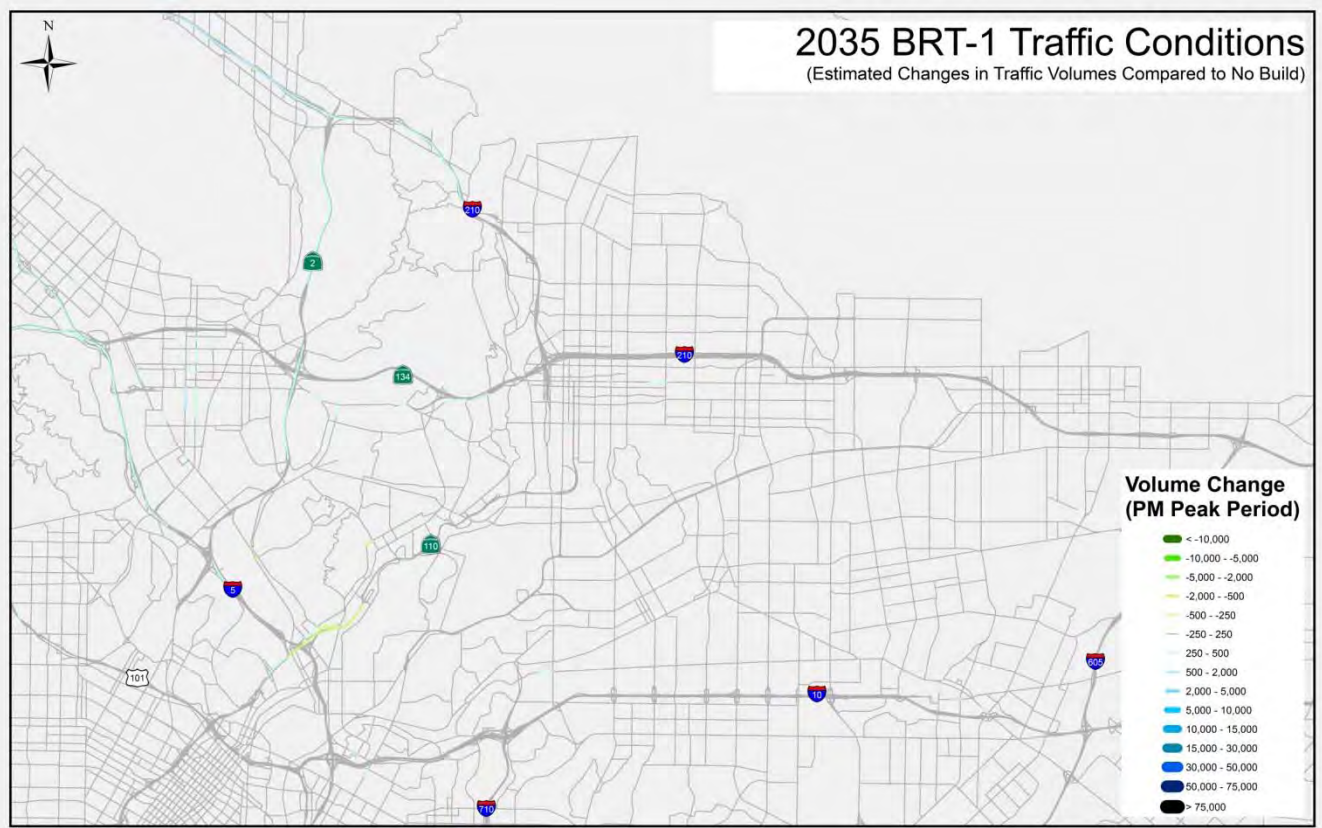 N
2035 BRT-1 Traffic Conditions
(Estimated Changes in Traffic Volumes Compared to No Build)
210
2
210
134
110
5
101
605
10
710
Volume Change
(PM Peak Period)
< -10,000
-10,000 - -5,000
-5,000 - -2,000
-2,000 - -500
-500 - -250
-250 - 250
250 - 500
500 - 2,000
2,000 - 5,000
5,000 - 10,000
10,000 - 15,000
15,000 - 30,000
30,000 - 50,000
50,000 - 75,000
> 75,000